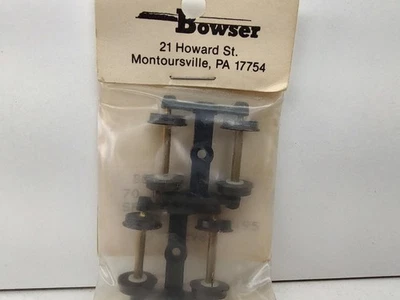 Bowser
21 Howard St.
Montoursville, PA 17754